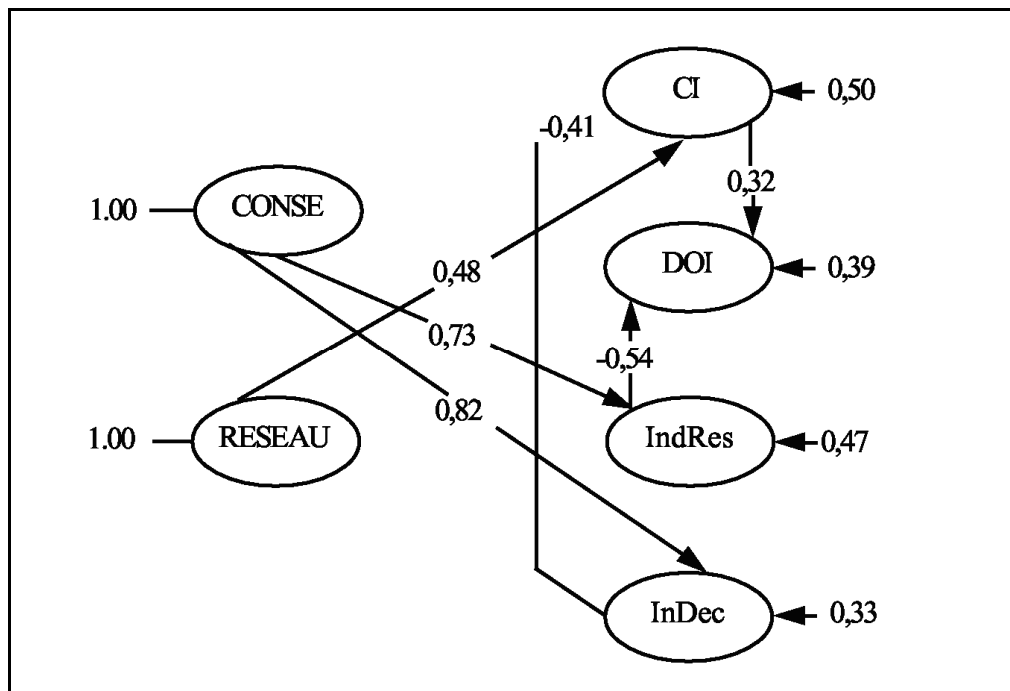 CI
0,50
-0,41
0,32
1.00
CONSE
DOI
0,39
0,48
0,73
-0,54
0,82
1.00
RESEAU
IndRes
0,47
InDec
0,33